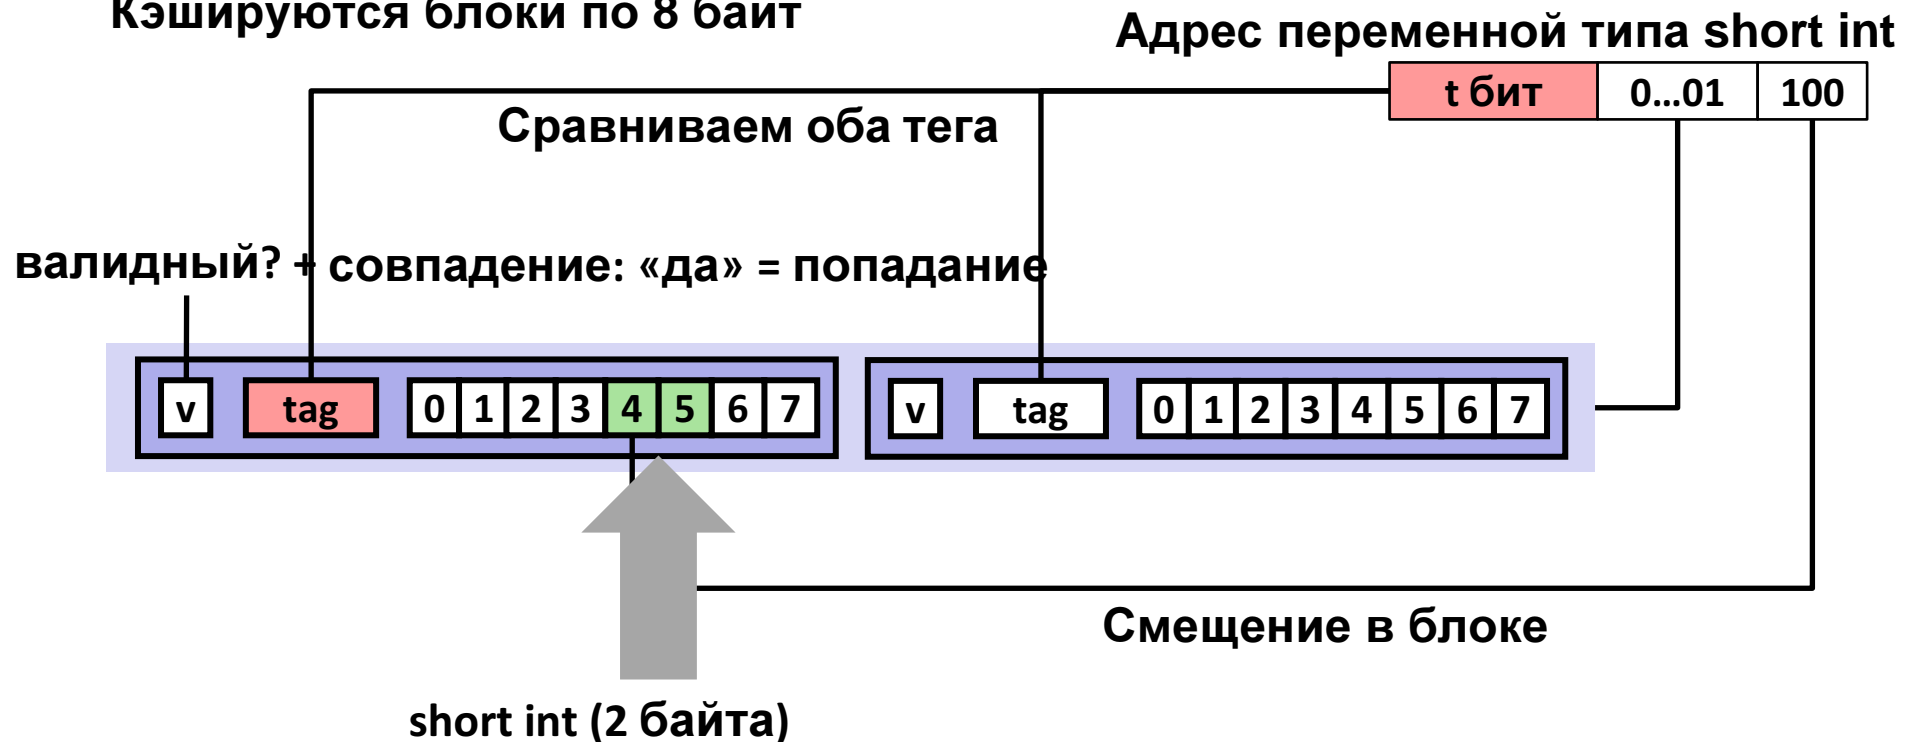 Кэшируются блоки по 8 байт
Адрес переменной типа short int
t бит 0...01 100
Сравниваем оба тега
валидный? + совпадение: «да» = попадание
v tag 0 1 2 3 4 5 6 7 v tag 0 1 2 3 4 5 6 7
Смещение в блоке
short int (2 байта)